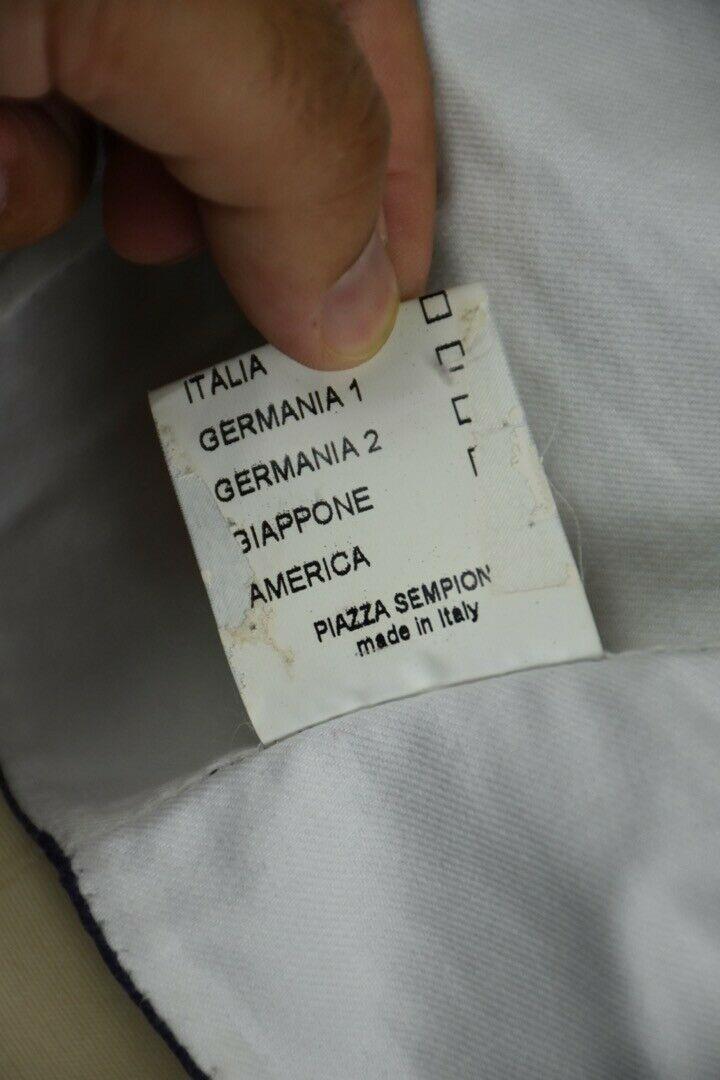 ITALIA
GERMANIA 1
GERMANIA 2
GIAPPONE
AMERICA
PIAZZA SEMPION
made in Italy